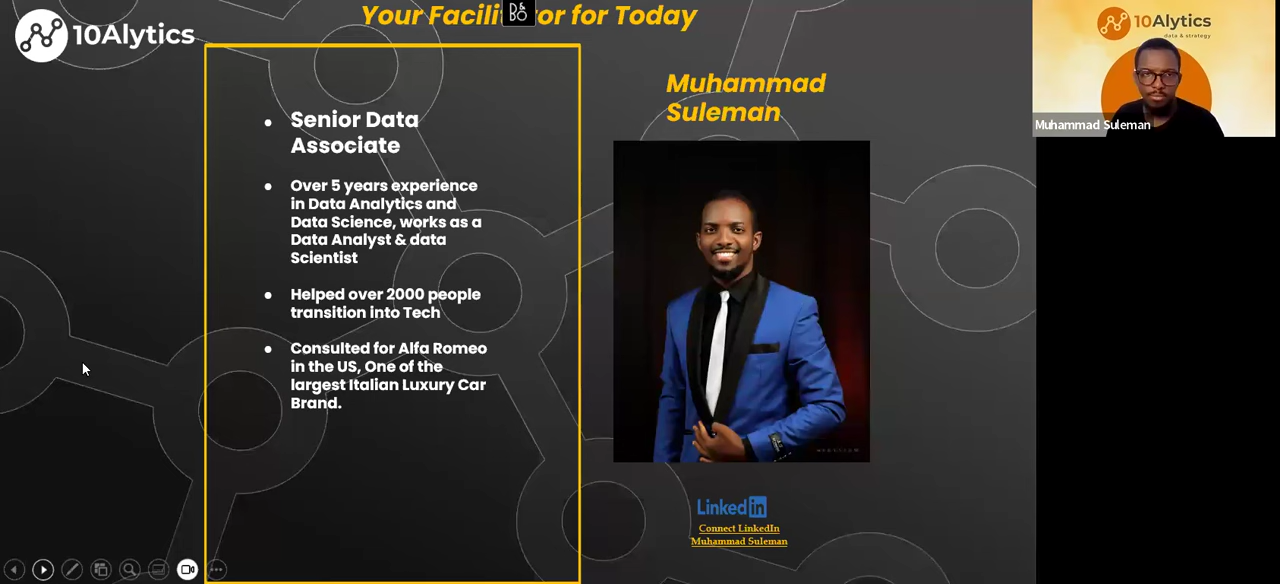 Your Facilitator for Today
10Alytics
Muhammad
Suleman
Senior Data
Associate
Over 5 years experience
in Data Analytics and
Data Science, works as a
Data Analyst & data
Scientist
Helped over 2000 people
transition into Tech
Consulted for Alfa Romeo
in the US, One of the
largest Italian Luxury Car
Brand.
Linked in
Connect LinkedIn
Muhammad Suleman
10Alytics
data & strategy
Muhammad Suleman